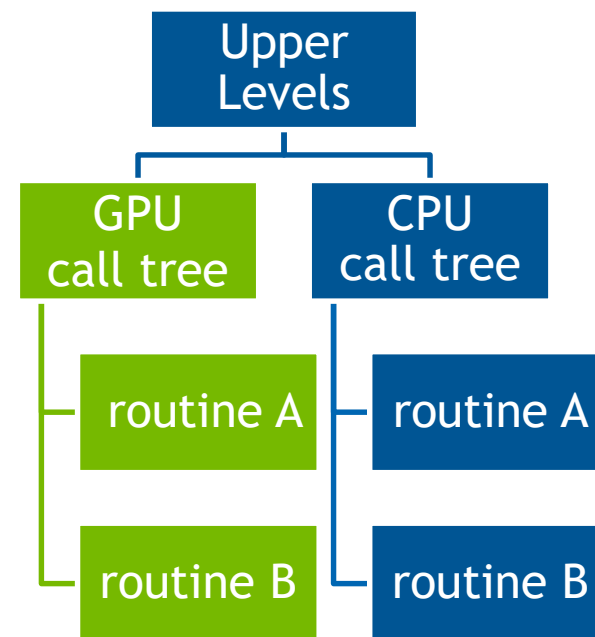 Upper
Levels
GPU
call tree
CPU
call tree
routine A
routine A
routine B
routine B